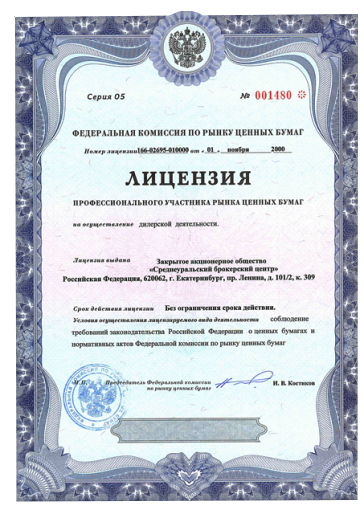 Серия 05 № 001480
ФЕДЕРАЛЬНАЯ КОМИССИЯ ПО РЫНКУ ЦЕННЫХ БУМАГ
Номер лицензии 166-02695-010000 от « 01 » ноября 2000
ЛИЦЕНЗИЯ
ПРОФЕССИОНАЛЬНОГО УЧАСТНИКА РЫНКА ЦЕННЫХ БУМАГ
на осуществление дилерской деятельности.
Лицензия выдана Закрытое акционерное общество
«Среднеуральский брокерский центр»
Российская Федерация, 620062, г. Екатеринбург, пр. Ленина, д. 101/2, к. 309
Срок действия лицензии Без ограничения срока действия.
Условия осуществления лицензируемого вида деятельности соблюдение
требований законодательства Российской Федерации о ценных бумагах и
нормативных актов Федеральной комиссии по рынку ценных бумаг
М.П. Председатель Федеральной комиссии
по рынку ценных бумаг И. В. Костиков